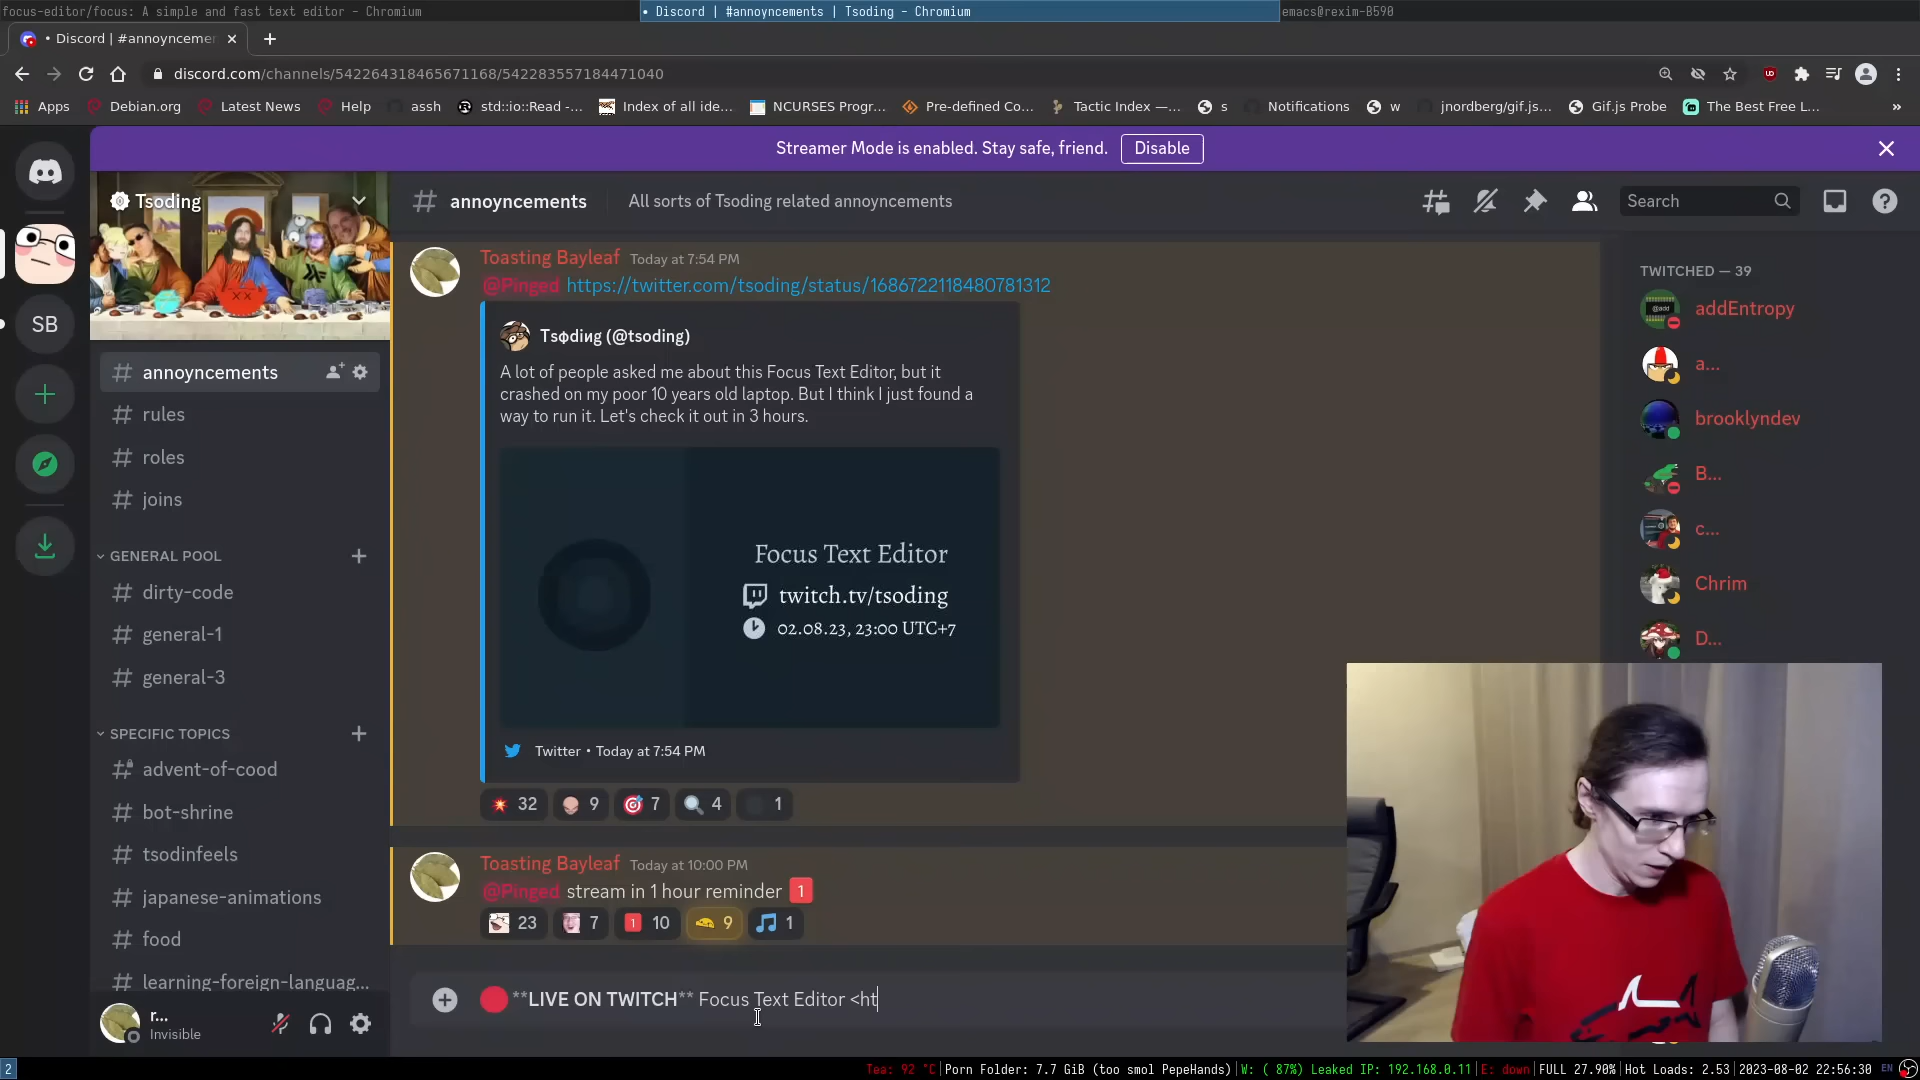 focus-editor/focus: A simple and fast text editor - Chromium
• Discord | #annoyncements | Tsoding - Chromium
emacs@rexim-B590
• Discord | #annoyncemen
discord.com/channels/542264318465671168/542283557184471040
Apps
Debian.org
Latest News
Help
assh
std::io::Read -...
Index of all ide...
NCURSES Progr...
Pre-defined Co...
Tactic Index —...
s
Notifications
w
jnordberg/gif.js...
Gif.js Probe
The Best Free L...
»
Streamer Mode is enabled. Stay safe, friend.
Disable
Tsoding
annoyncements
All sorts of Tsoding related annoyncements
Search
SB
annoyncements
rules
roles
joins
GENERAL POOL
dirty-code
general-1
general-3
SPECIFIC TOPICS
advent-of-cood
bot-shrine
tsodinfeels
japanese-animations
food
learning-foreign-languag...
r...
Invisible
Toasting Bayleaf Today at 7:54 PM
@Pinged https://twitter.com/tsoding/status/1686722118480781312
Tsфdiиg (@tsoding)
A lot of people asked me about this Focus Text Editor, but it
crashed on my poor 10 years old laptop. But I think I just found a
way to run it. Let's check it out in 3 hours.
Focus Text Editor
twitch.tv/tsoding
02.08.23, 23:00 UTC+7
Twitter • Today at 7:54 PM
32 9 7 4 1
Toasting Bayleaf Today at 10:00 PM
@Pinged stream in 1 hour reminder 1
23 7 1 10 9 1
**LIVE ON TWITCH** Focus Text Editor <ht
TWITCHED — 39
@add
addEntropy
a...
brooklyndev
B...
c...
Chrim
D...
2
Tea: 92 °C|Porn Folder: 7.7 GiB (too smol PepeHands)|W: ( 87%) Leaked IP: 192.168.0.11|E: down|FULL 27.90%|Hot Loads: 2.53|2023-08-02 22:56:30 EN